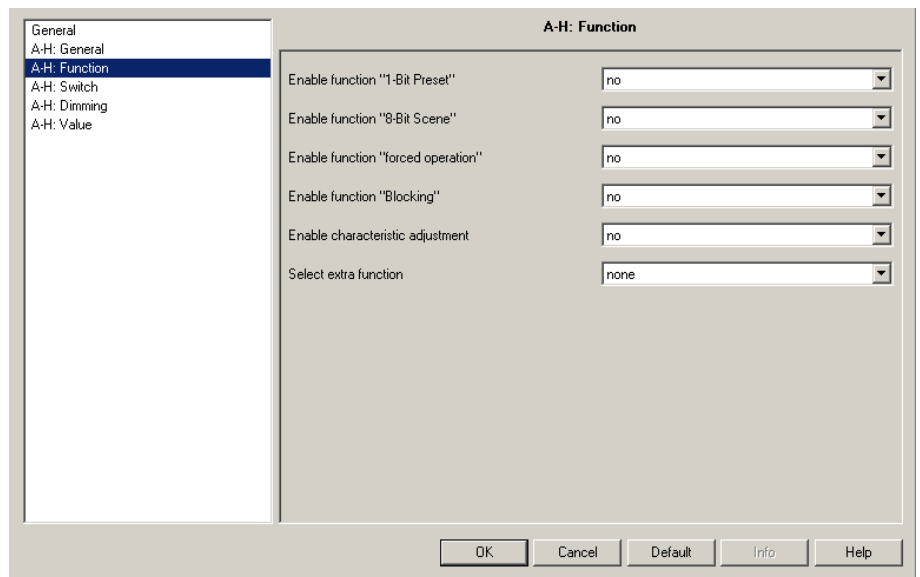 General
A-H: General
A-H: Function
A-H: Switch
A-H: Dimming
A-H: Value
A-H: Function
Enable function "1-Bit Preset" no
Enable function "8-Bit Scene" no
Enable function "forced operation" no
Enable function "Blocking" no
Enable characteristic adjustment no
Select extra function none
OK Cancel Default Info Help